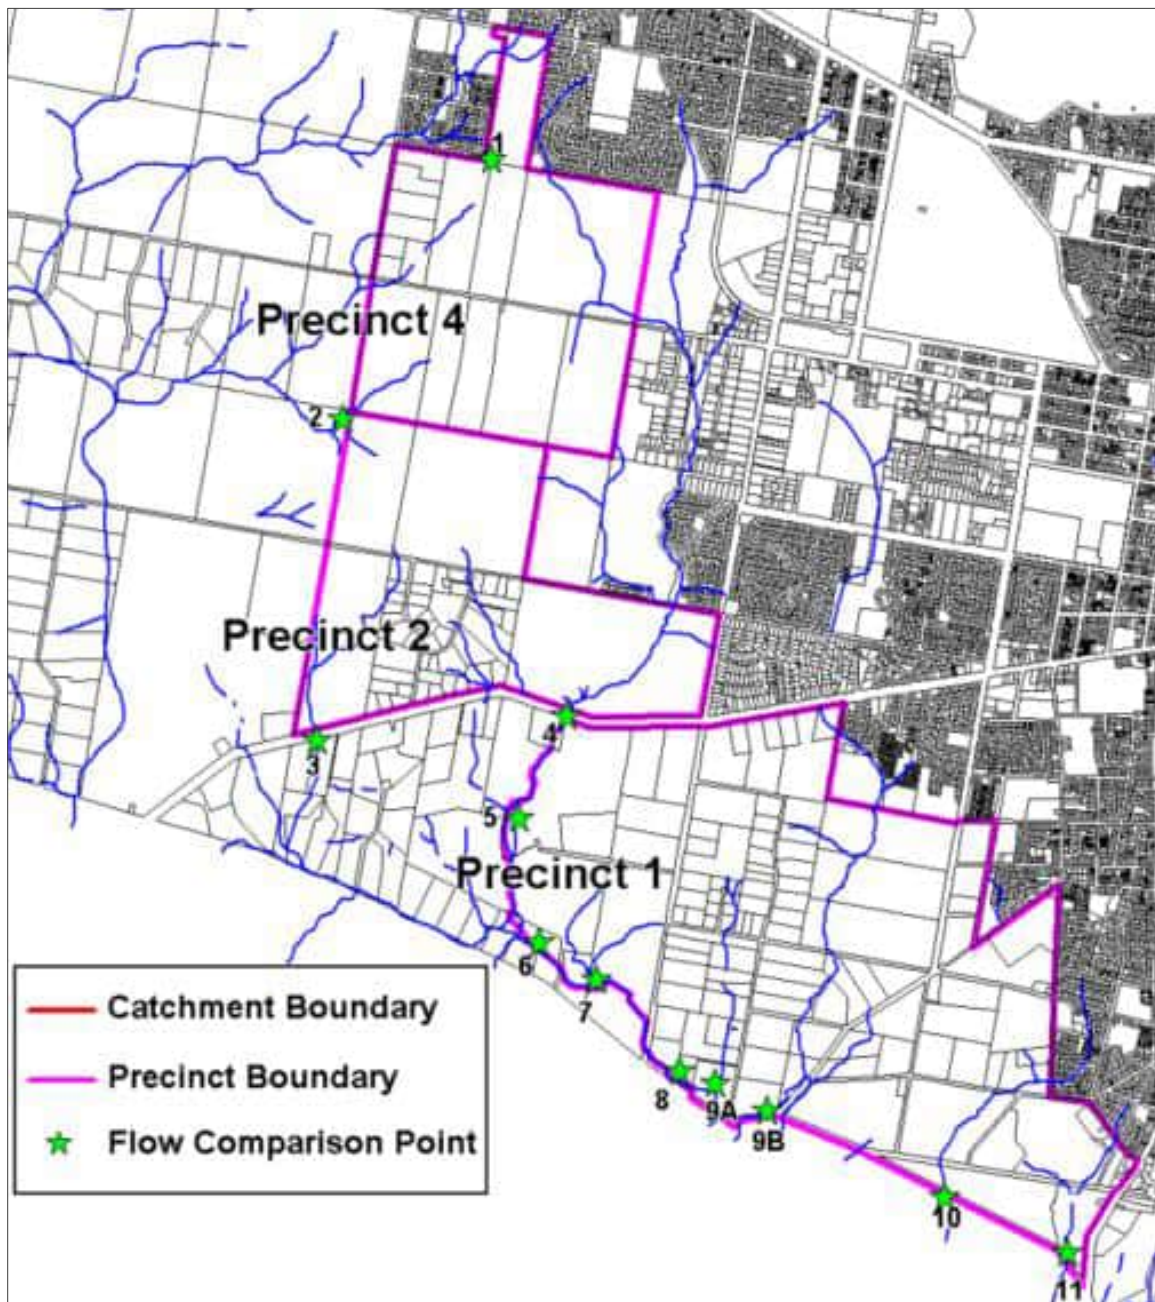 1
Precinct 4
2
Precinct 2
4
3
5
Precinct 1
6
7
8
9A
9B
10
11
Catchment Boundary
Precinct Boundary
Flow Comparison Point